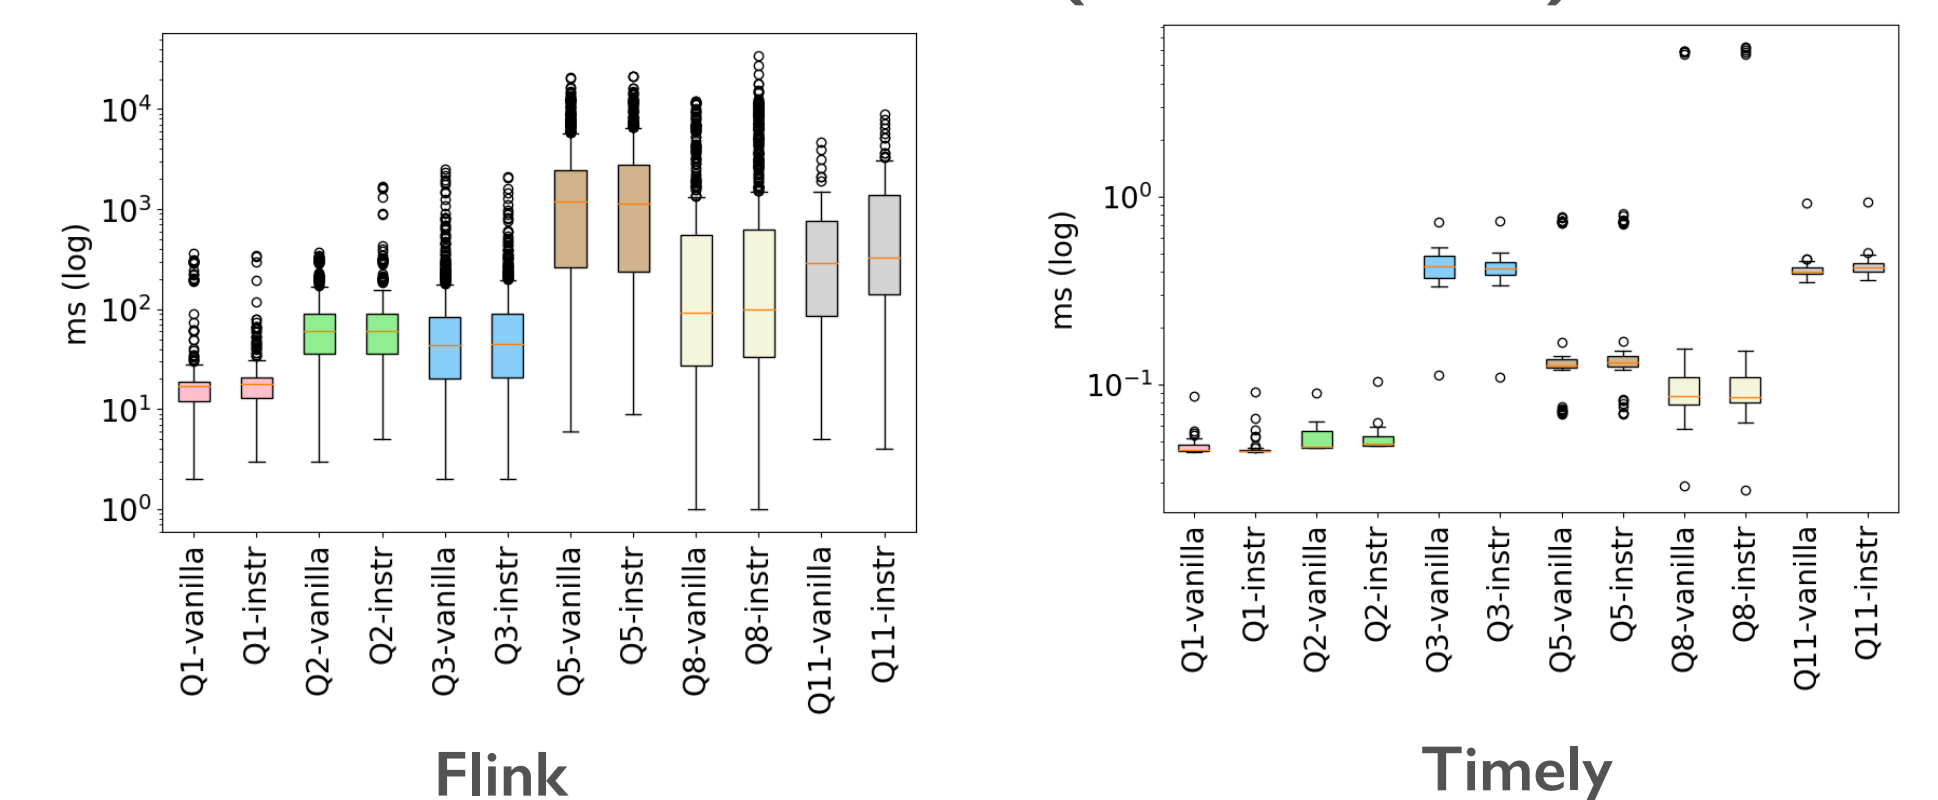 ms (log)
10⁴
10³
10²
10¹
10⁰
Q1-vanilla
Q1-instr
Q2-vanilla
Q2-instr
Q3-vanilla
Q3-instr
Q5-vanilla
Q5-instr
Q8-vanilla
Q8-instr
Q11-vanilla
Q11-instr
Flink
ms (log)
10⁰
10⁻¹
Q1-vanilla
Q1-instr
Q2-vanilla
Q2-instr
Q3-vanilla
Q3-instr
Q5-vanilla
Q5-instr
Q8-vanilla
Q8-instr
Q11-vanilla
Q11-instr
Timely